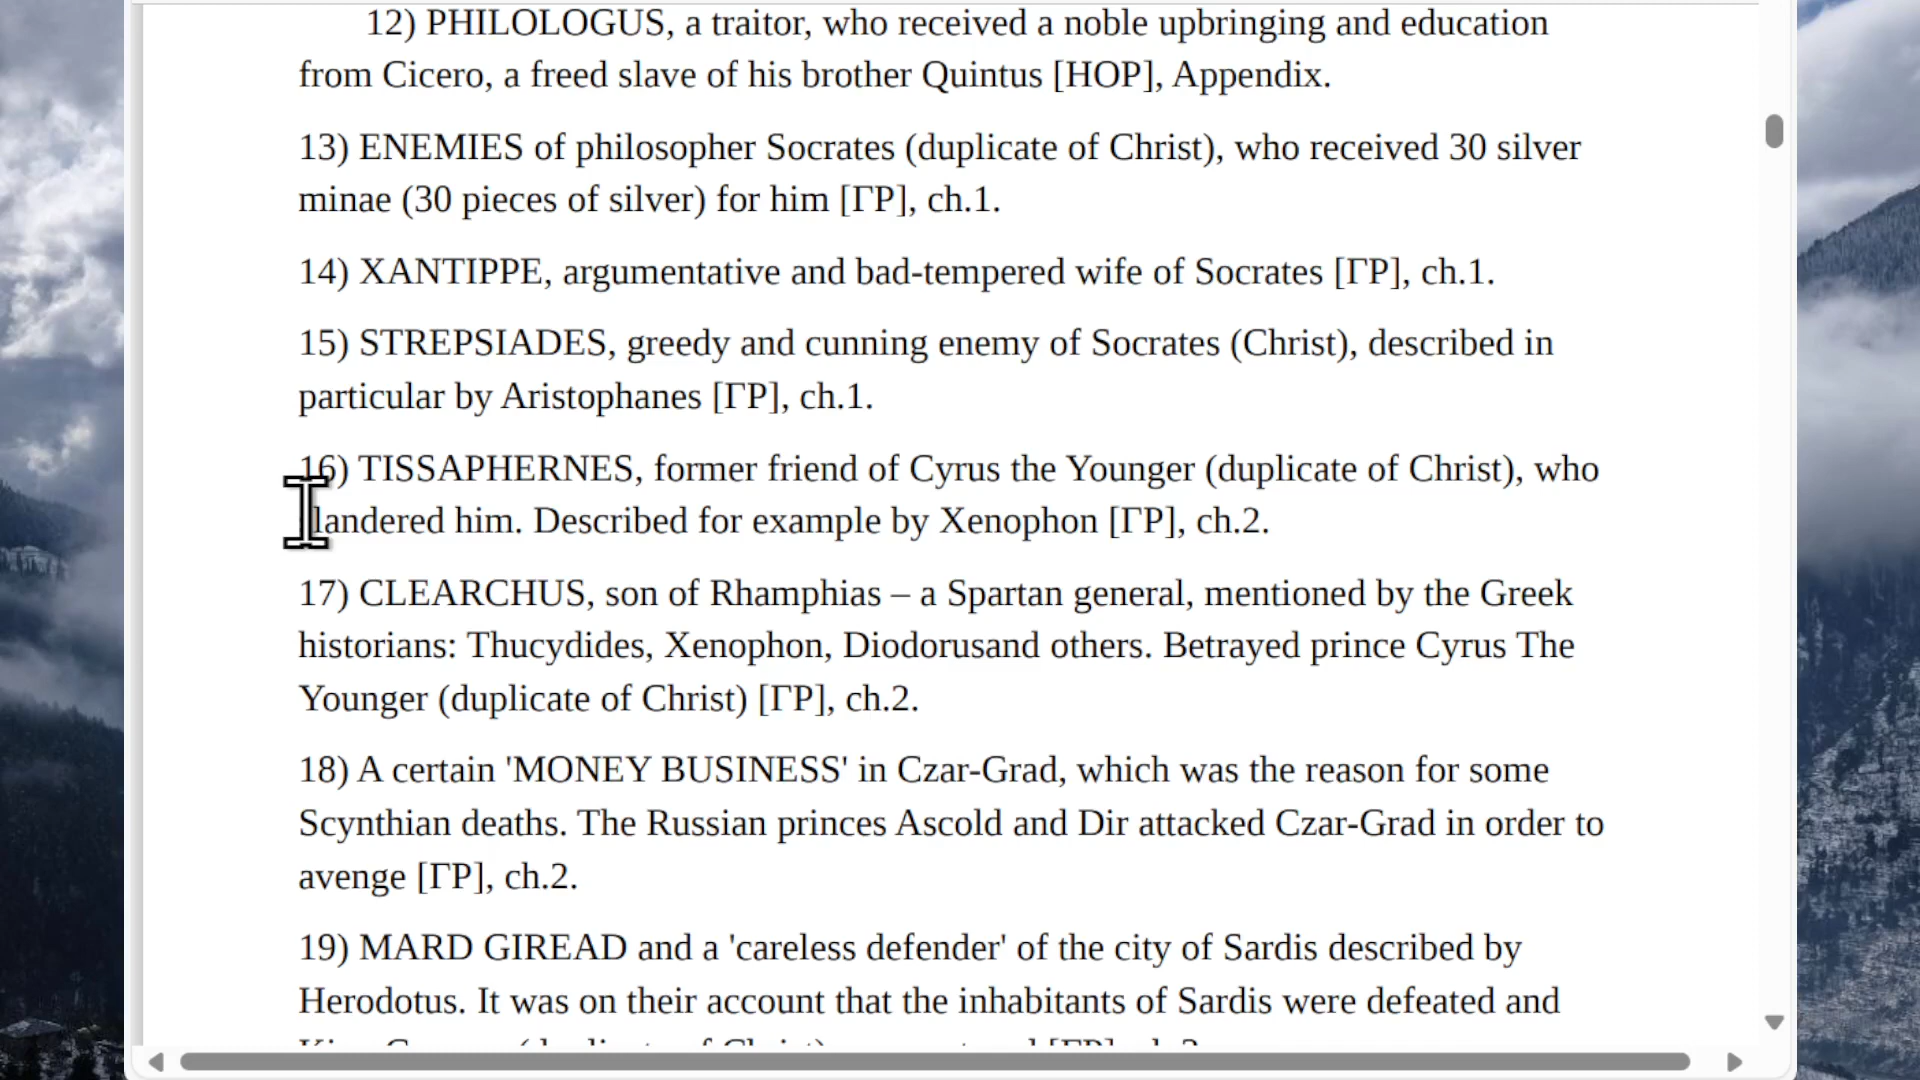 12) PHILOLOGUS, a traitor, who received a noble upbringing and education
from Cicero, a freed slave of his brother Quintus [HOP], Appendix.
13) ENEMIES of philosopher Socrates (duplicate of Christ), who received 30 silver
minae (30 pieces of silver) for him [ГР], ch.1.
14) XANTIPPE, argumentative and bad-tempered wife of Socrates [ГР], ch.1.
15) STREPSIADES, greedy and cunning enemy of Socrates (Christ), described in
particular by Aristophanes [ГР], ch.1.
16) TISSAPHERNES, former friend of Cyrus the Younger (duplicate of Christ), who
slandered him. Described for example by Xenophon [ГР], ch.2.
17) CLEARCHUS, son of Rhamphias – a Spartan general, mentioned by the Greek
historians: Thucydides, Xenophon, Diodorusand others. Betrayed prince Cyrus The
Younger (duplicate of Christ) [ГР], ch.2.
18) A certain 'MONEY BUSINESS' in Czar-Grad, which was the reason for some
Scynthian deaths. The Russian princes Ascold and Dir attacked Czar-Grad in order to
avenge [ГР], ch.2.
19) MARD GIREAD and a 'careless defender' of the city of Sardis described by
Herodotus. It was on their account that the inhabitants of Sardis were defeated and